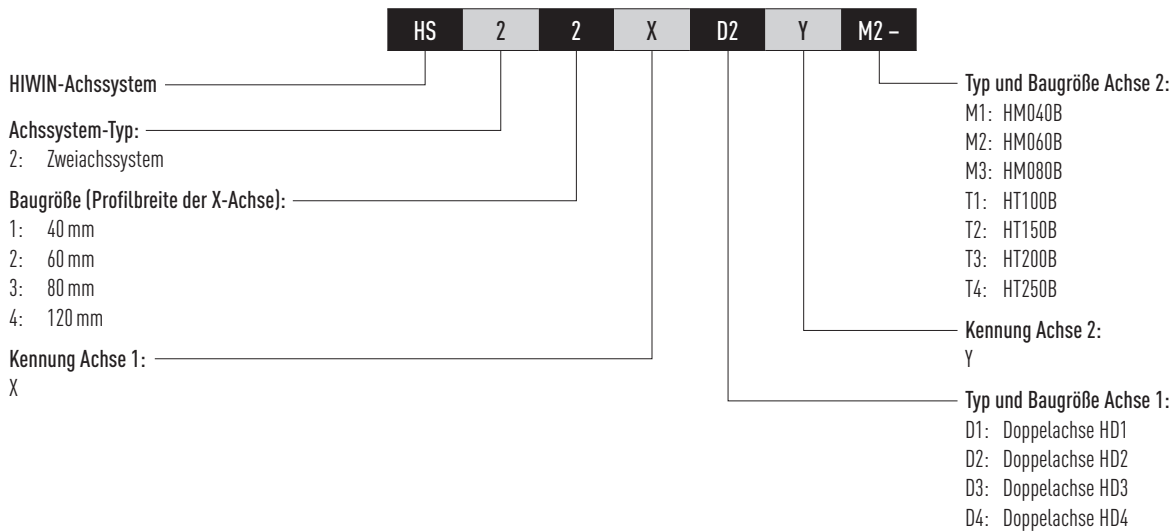 HS 2 2 X D2 Y M2 –
HIWIN-Achssystem
Achssystem-Typ:
2: Zweiachssystem
Baugröße (Profilbreite der X-Achse):
1: 40 mm
2: 60 mm
3: 80 mm
4: 120 mm
Kennung Achse 1:
X
Typ und Baugröße Achse 2:
M1: HM040B
M2: HM060B
M3: HM080B
T1: HT100B
T2: HT150B
T3: HT200B
T4: HT250B
Kennung Achse 2:
Y
Typ und Baugröße Achse 1:
D1: Doppelachse HD1
D2: Doppelachse HD2
D3: Doppelachse HD3
D4: Doppelachse HD4